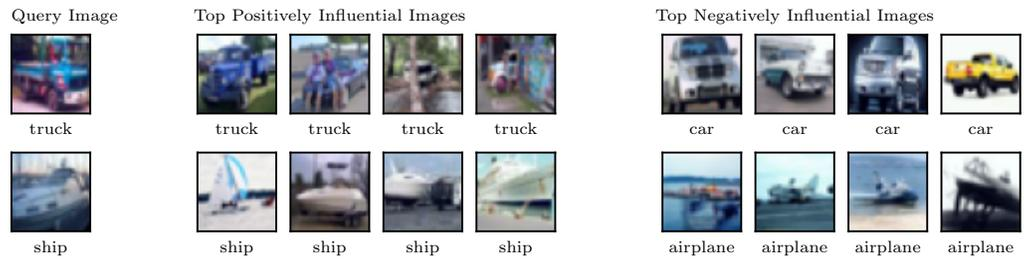 Query Image
Top Positively Influential Images
Top Negatively Influential Images
truck truck truck truck truck car car car car
ship ship ship ship ship airplane airplane airplane airplane